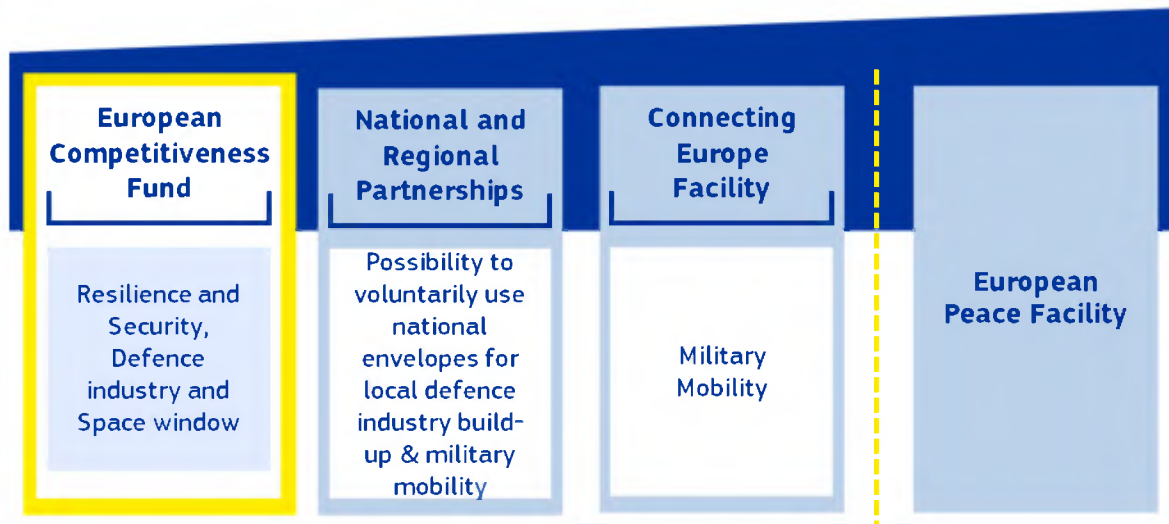 European
Competitiveness
Fund
Resilience and
Security,
Defence
industry and
Space window
National and
Regional
Partnerships
Possibility to
voluntarily use
national
envelopes for
local defence
industry build-
up & military
mobility
Connecting
Europe
Facility
Military
Mobility
European
Peace Facility